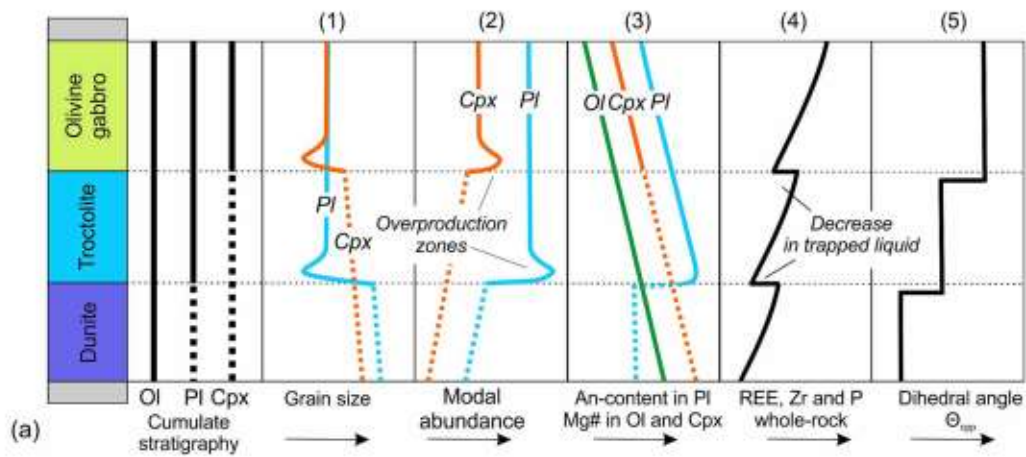 (1)
(2)
(3)
(4)
(5)
Olivine
gabbro
Troctolite
Dunite
Cpx
Pl
Ol
Cpx
Pl
Pl
Cpx
Overproduction
zones
Decrease
in trapped liquid
Ol
Pl
Cpx
Cumulate
stratigraphy
Grain size
Modal
abundance
An-content in Pl
Mg# in Ol and Cpx
REE, Zr and P
whole-rock
Dihedral angle
Θcpp
(a)